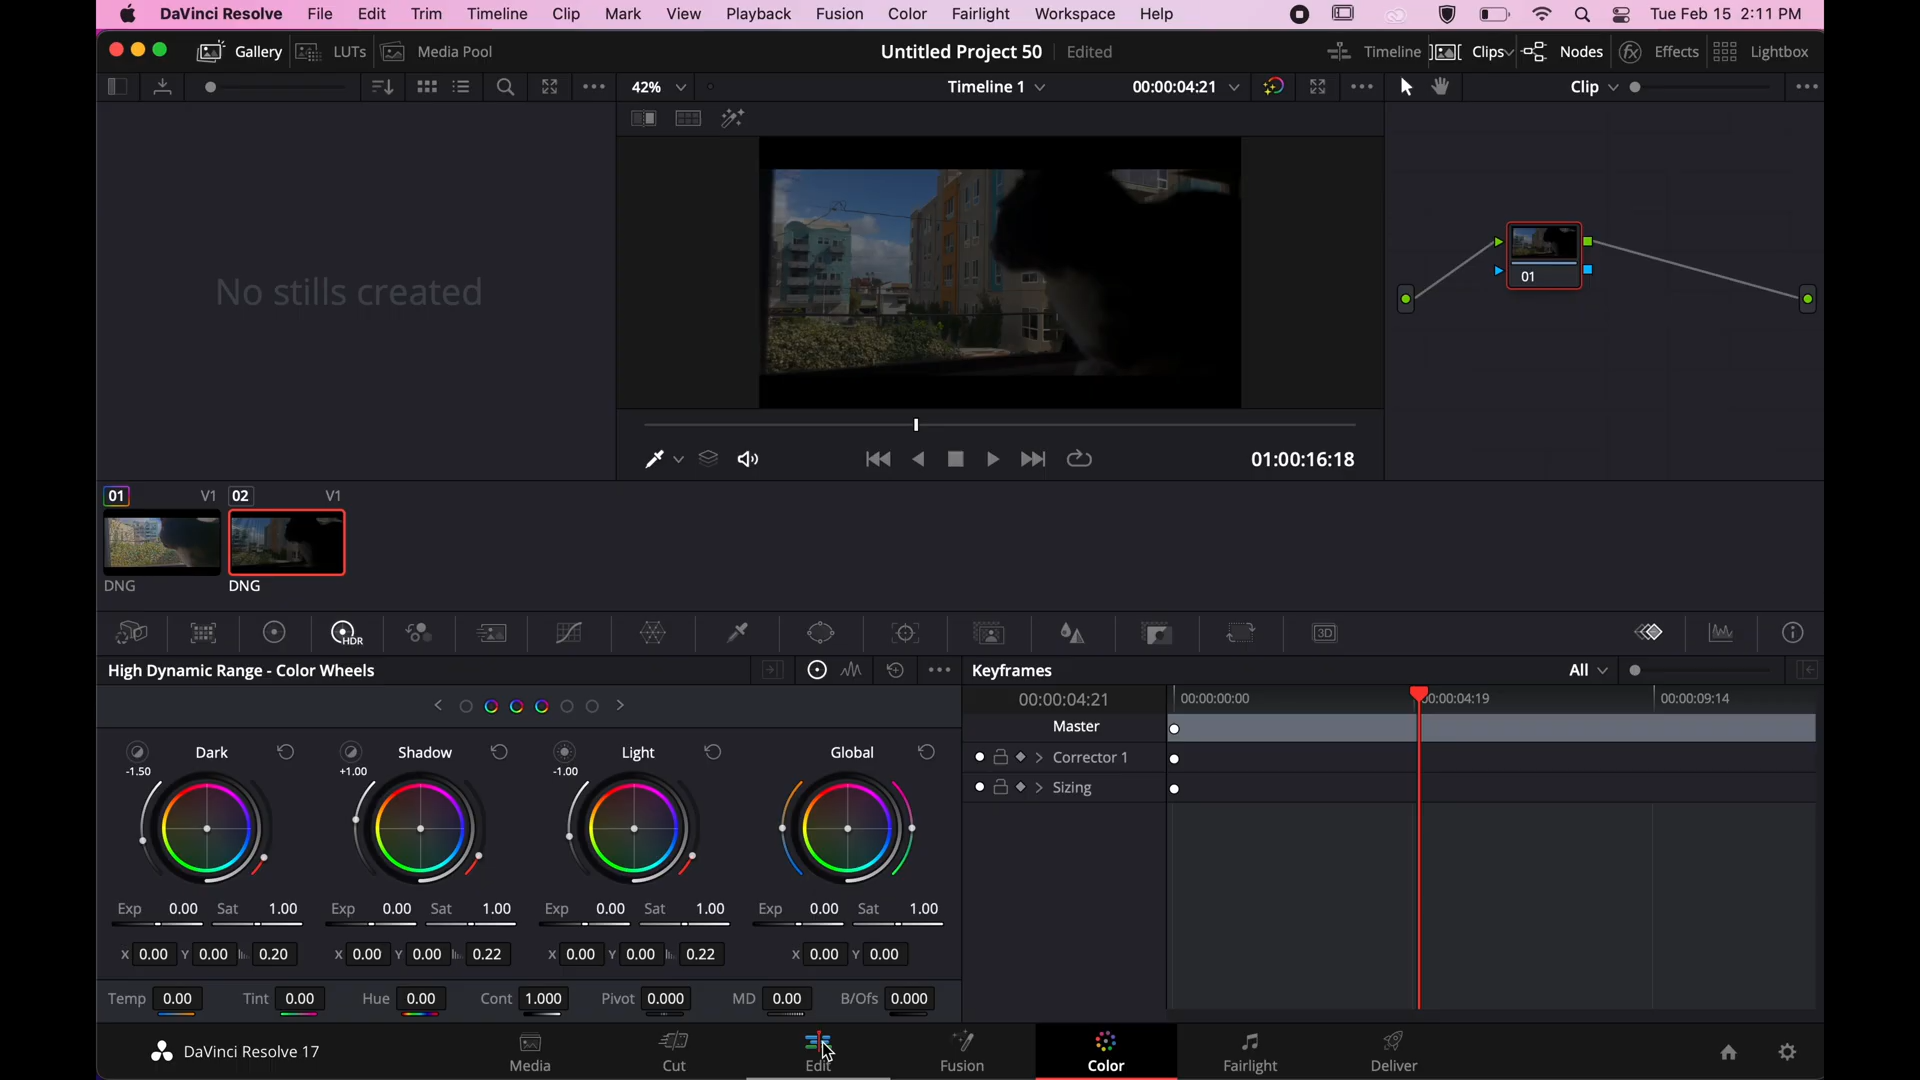 DaVinci Resolve File Edit Trim Timeline Clip Mark View Playback Fusion Color Fairlight Workspace Help Tue Feb 15 2:11 PM
Gallery LUTs Media Pool Untitled Project 50 Edited Timeline Clips Nodes Effects Lightbox
42% Timeline 1 00:00:04:21 Clip
No stills created
01
01:00:16:18
01 V1 02 V1
DNG DNG
HDR 3D
High Dynamic Range - Color Wheels Keyframes All
00:00:04:21 00:00:00:00 00:00:04:19 00:00:09:14
Master
Dark Shadow Light Global Corrector 1
-1.50 +1.00 -1.00
Sizing
Exp 0.00 Sat 1.00 Exp 0.00 Sat 1.00 Exp 0.00 Sat 1.00 Exp 0.00 Sat 1.00
X 0.00 Y 0.00 0.20 X 0.00 Y 0.00 0.22 X 0.00 Y 0.00 0.22 X 0.00 Y 0.00
Temp 0.00 Tint 0.00 Hue 0.00 Cont 1.000 Pivot 0.000 MD 0.00 B/Ofs 0.000
DaVinci Resolve 17 Media Cut Edit Fusion Color Fairlight Deliver